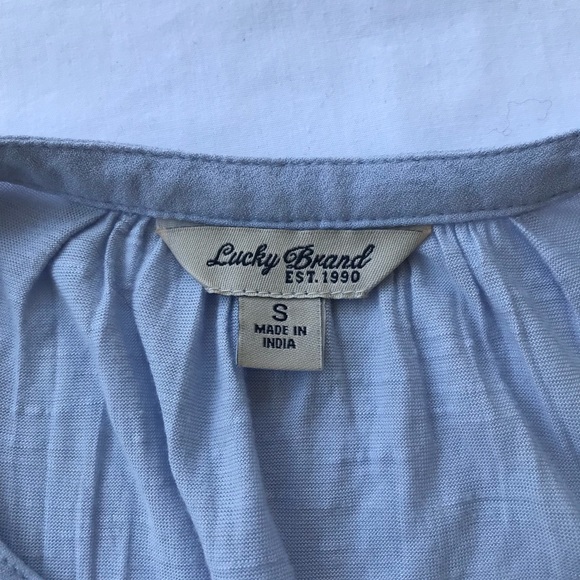 Lucky Brand
EST. 1990
S
MADE IN
INDIA